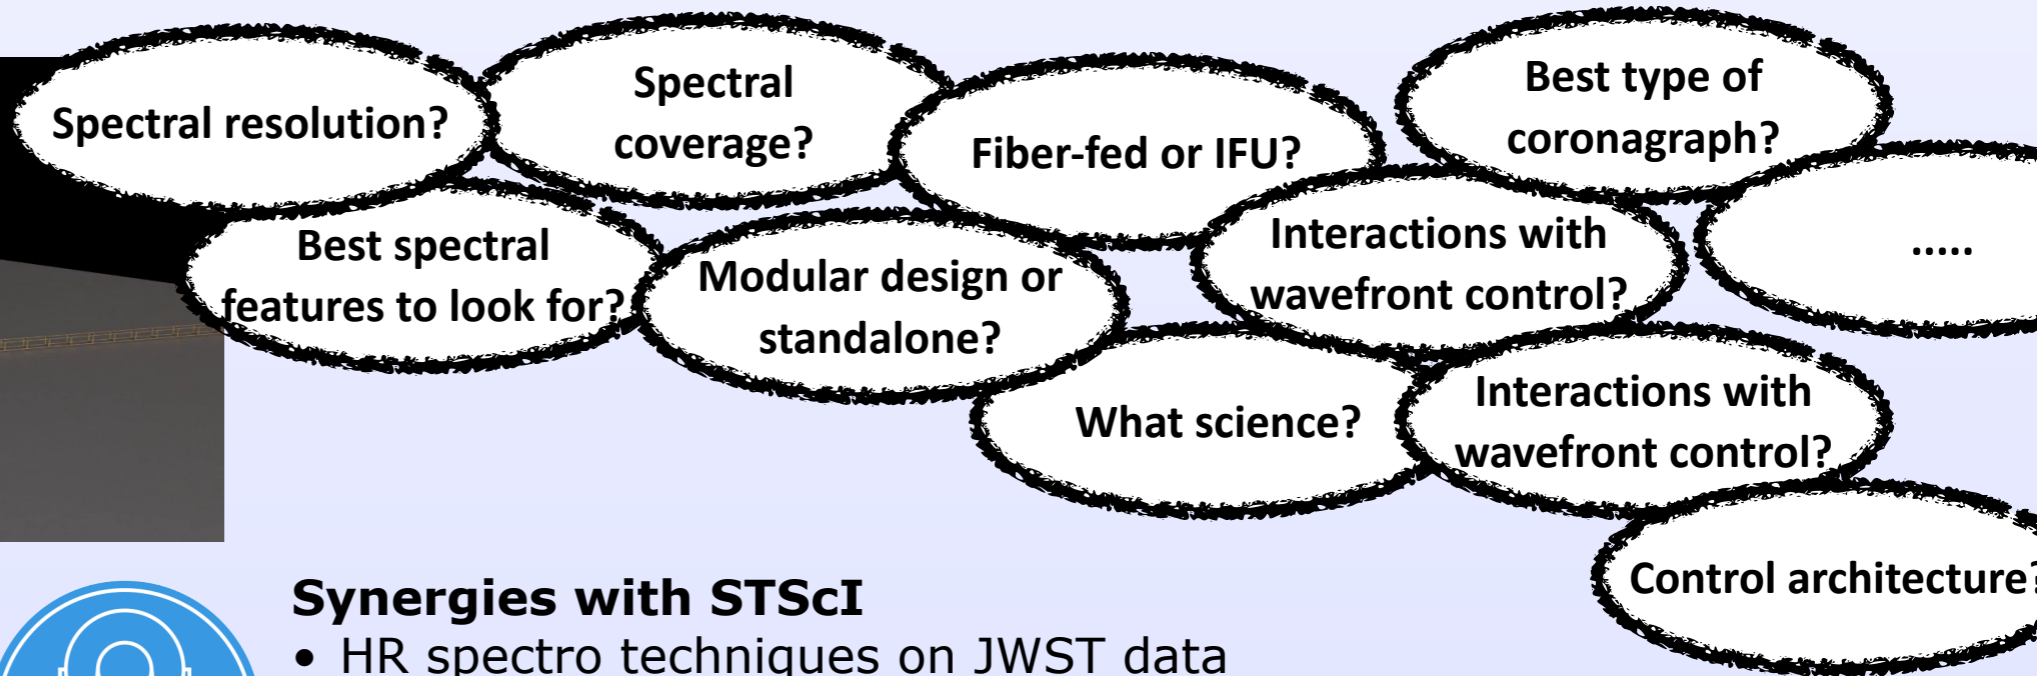 Spectral resolution?
Spectral
coverage?
Fiber-fed or IFU?
Best type of
coronagraph?
.....
Best spectral
features to look for?
Modular design or
standalone?
Interactions with
wavefront control?
What science?
Interactions with
wavefront control?
Control architecture?
Synergies with STScI
• HR spectro techniques on JWST data